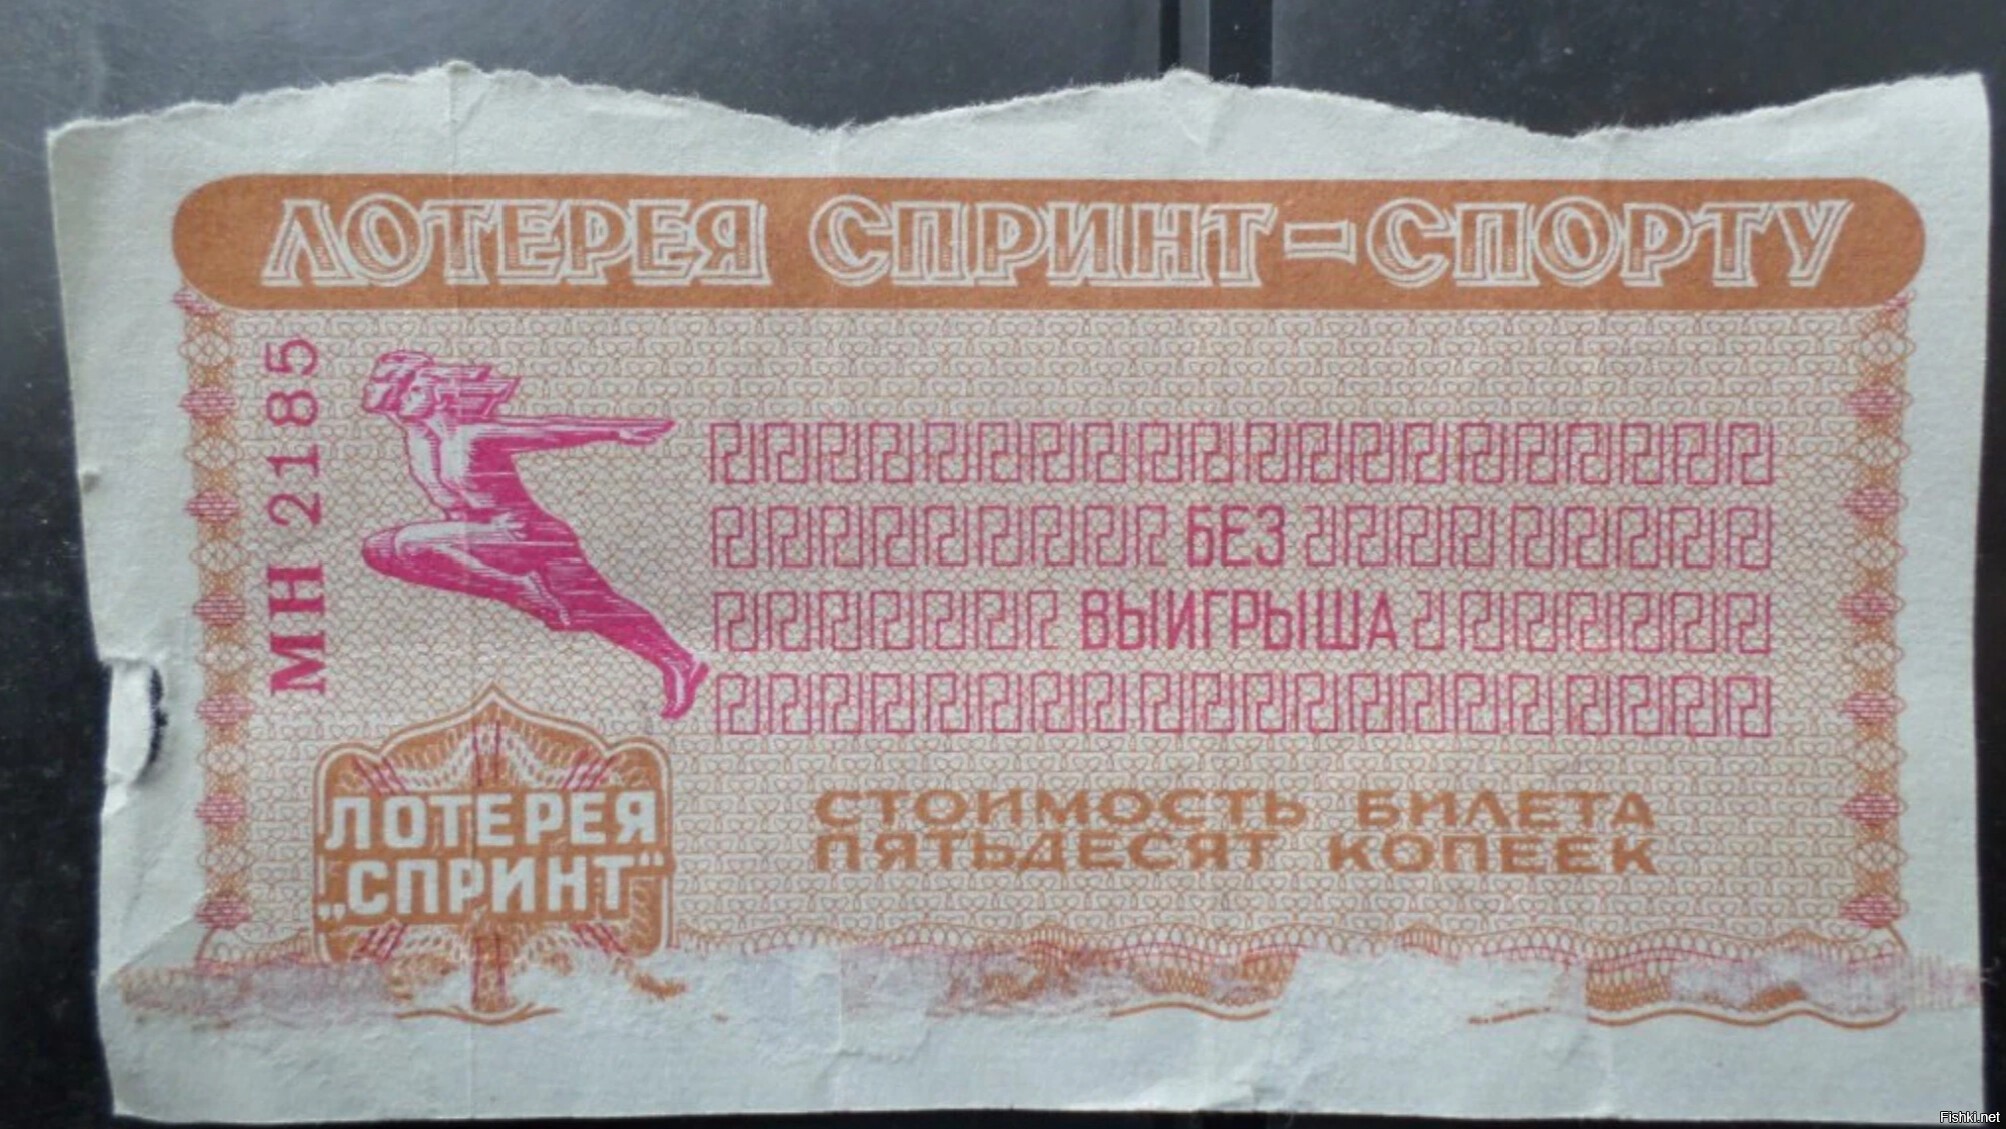 ЛОТЕРЕЯ СПРИНТ-СПОРТУ
МН 2185
БЕЗ
ВЫИГРЫША
ЛОТЕРЕЯ
„СПРИНТ“
СТОИМОСТЬ БИЛЕТА
ПЯТЬДЕСЯТ КОПЕЕК
Fishki.net